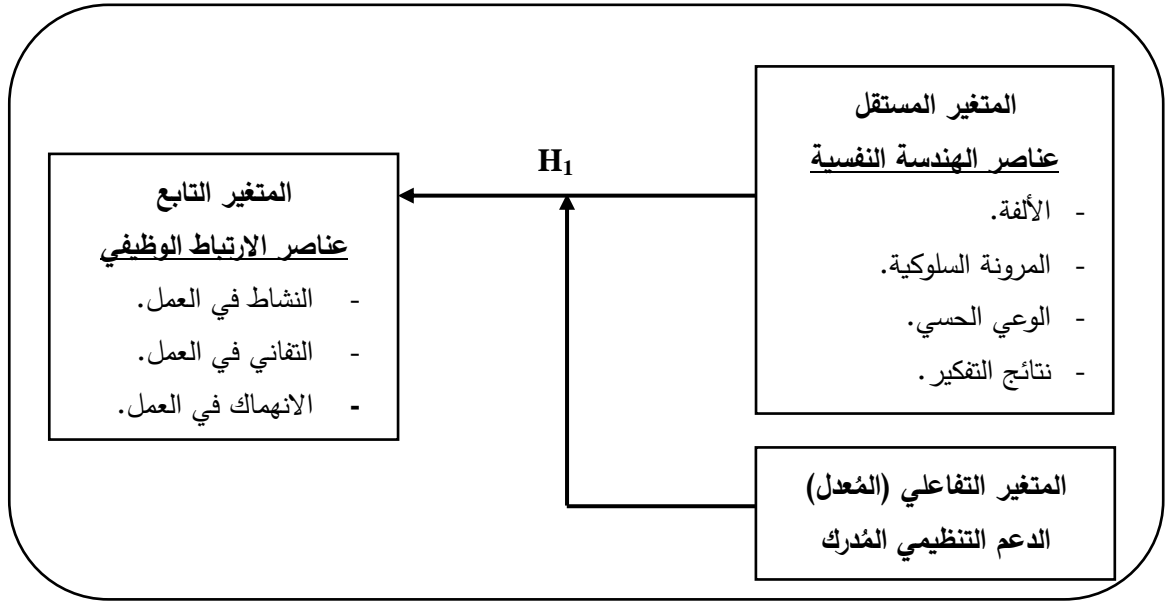 المتغير المستقل
عناصر الهندسة النفسية
- الألفة.
- المرونة السلوكية.
- الوعي الحسي.
- نتائج التفكير.
H₁
المتغير التابع
عناصر الارتباط الوظيفي
- النشاط في العمل.
- التفاني في العمل.
- الانهماك في العمل.
المتغير التفاعلي (المُعدل)
الدعم التنظيمي المُدرك